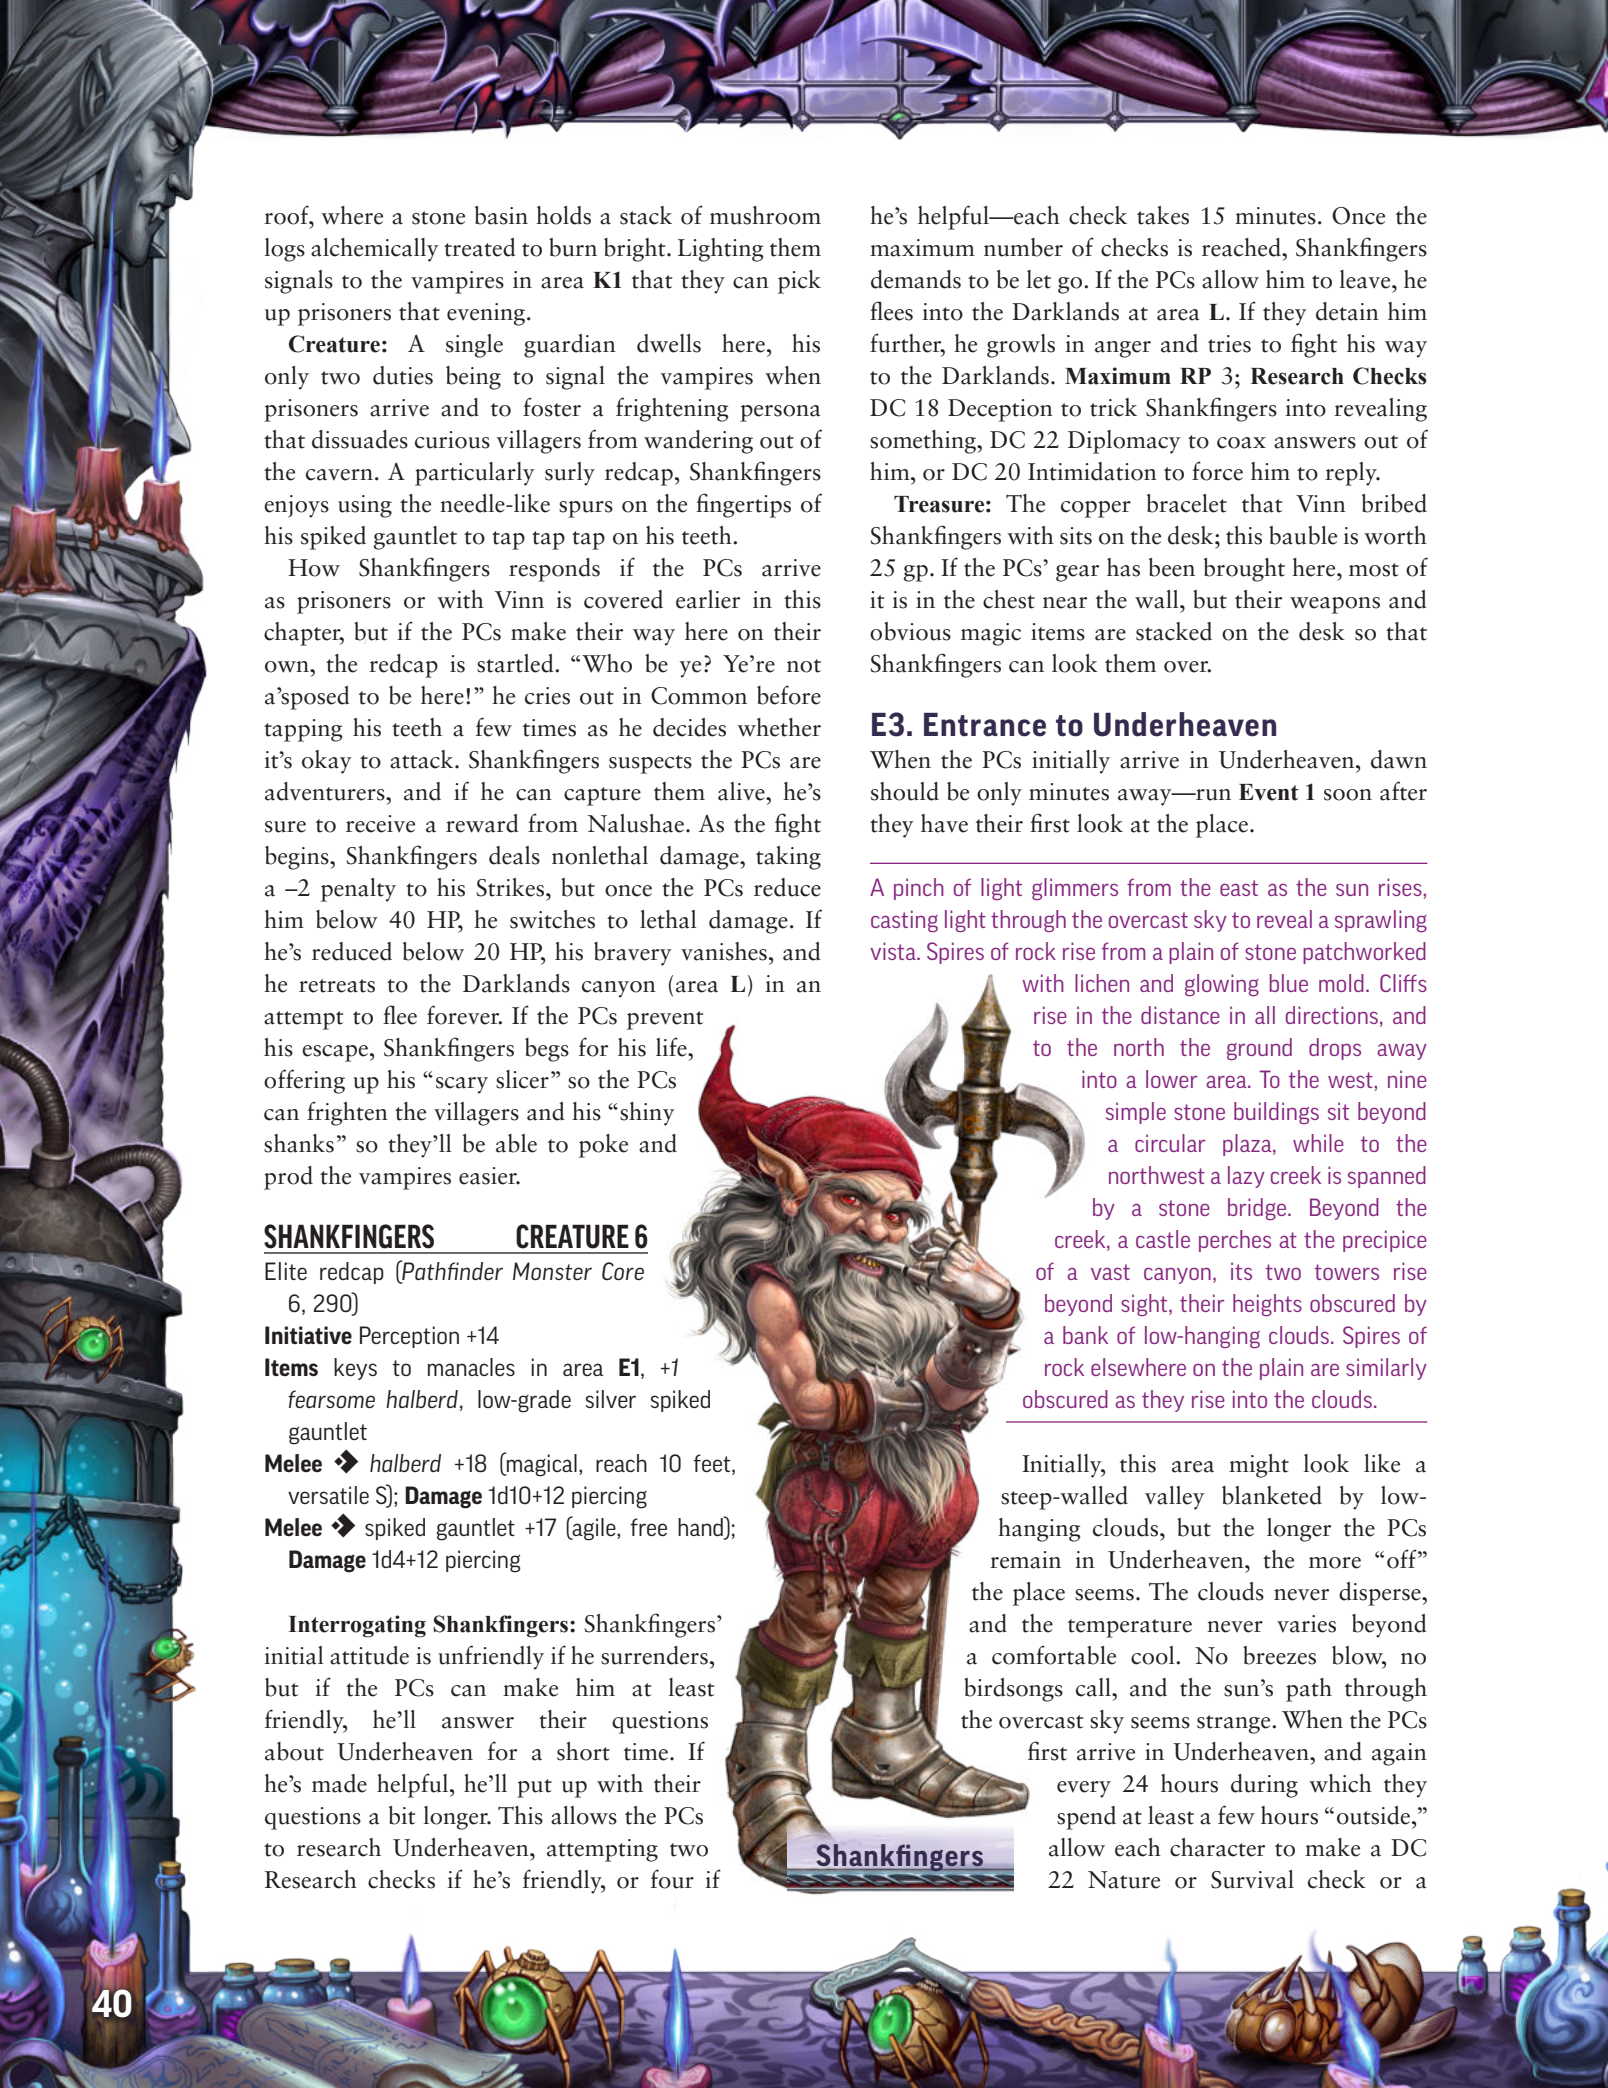 roof, where a stone basin holds a stack of mushroom
logs alchemically treated to burn bright. Lighting them
signals to the vampires in area K1 that they can pick
up prisoners that evening.
Creature: A single guardian dwells here, his
only two duties being to signal the vampires when
prisoners arrive and to foster a frightening persona
that dissuades curious villagers from wandering out of
the cavern. A particularly surly redcap, Shankfingers
enjoys using the needle-like spurs on the fingertips of
his spiked gauntlet to tap tap tap on his teeth.
How Shankfingers responds if the PCs arrive
as prisoners or with Vinn is covered earlier in this
chapter, but if the PCs make their way here on their
own, the redcap is startled. “Who be ye? Ye’re not
a’sposed to be here!” he cries out in Common before
tapping his teeth a few times as he decides whether
it’s okay to attack. Shankfingers suspects the PCs are
adventurers, and if he can capture them alive, he’s
sure to receive a reward from Nalushae. As the fight
begins, Shankfingers deals nonlethal damage, taking
a –2 penalty to his Strikes, but once the PCs reduce
him below 40 HP, he switches to lethal damage. If
he’s reduced below 20 HP, his bravery vanishes, and
he retreats to the Darklands canyon (area L) in an
attempt to flee forever. If the PCs prevent
his escape, Shankfingers begs for his life,
offering up his “scary slicer” so the PCs
can frighten the villagers and his “shiny
shanks” so they’ll be able to poke and
prod the vampires easier.
SHANKFINGERS CREATURE 6
Elite redcap (Pathfinder Monster Core
6, 290)
Initiative Perception +14
Items keys to manacles in area E1, +1
fearsome halberd, low-grade silver spiked
gauntlet
Melee halberd +18 (magical, reach 10 feet,
versatile S); Damage 1d10+12 piercing
Melee spiked gauntlet +17 (agile, free hand);
Damage 1d4+12 piercing
Interrogating Shankfingers: Shankfingers’
initial attitude is unfriendly if he surrenders,
but if the PCs can make him at least
friendly, he’ll answer their questions
about Underheaven for a short time. If
he’s made helpful, he’ll put up with their
questions a bit longer. This allows the PCs
to research Underheaven, attempting two
Research checks if he’s friendly, or four if
he’s helpful—each check takes 15 minutes. Once the
maximum number of checks is reached, Shankfingers
demands to be let go. If the PCs allow him to leave, he
flees into the Darklands at area L. If they detain him
further, he growls in anger and tries to fight his way
to the Darklands. Maximum RP 3; Research Checks
DC 18 Deception to trick Shankfingers into revealing
something, DC 22 Diplomacy to coax answers out of
him, or DC 20 Intimidation to force him to reply.
Treasure: The copper bracelet that Vinn bribed
Shankfingers with sits on the desk; this bauble is worth
25 gp. If the PCs’ gear has been brought here, most of
it is in the chest near the wall, but their weapons and
obvious magic items are stacked on the desk so that
Shankfingers can look them over.
E3. Entrance to Underheaven
When the PCs initially arrive in Underheaven, dawn
should be only minutes away—run Event 1 soon after
they have their first look at the place.
A pinch of light glimmers from the east as the sun rises,
casting light through the overcast sky to reveal a sprawling
vista. Spires of rock rise from a plain of stone patchworked
with lichen and glowing blue mold. Cliffs
rise in the distance in all directions, and
to the north the ground drops away
into a lower area. To the west, nine
simple stone buildings sit beyond
a circular plaza, while to the
northwest a lazy creek is spanned
by a stone bridge. Beyond the
creek, a castle perches at the precipice
of a vast canyon, its two towers rise
beyond sight, their heights obscured by
a bank of low-hanging clouds. Spires of
rock elsewhere on the plain are similarly
obscured as they rise into the clouds.
Initially, this area might look like a
steep-walled valley blanketed by low-
hanging clouds, but the longer the PCs
remain in Underheaven, the more “off”
the place seems. The clouds never disperse,
and the temperature never varies beyond
a comfortable cool. No breezes blow, no
birdsongs call, and the sun’s path through
the overcast sky seems strange. When the PCs
first arrive in Underheaven, and again
every 24 hours during which they
spend at least a few hours “outside,”
allow each character to make a DC
22 Nature or Survival check or a
Shankfingers
40